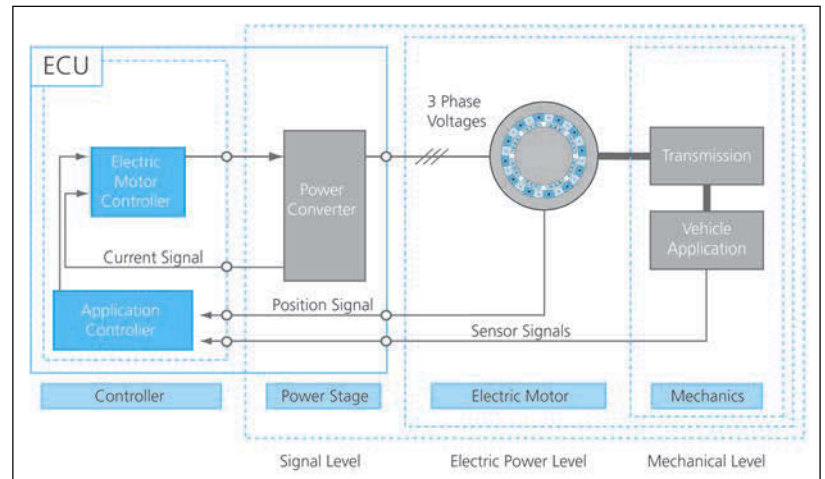 ECU
3 Phase
Voltages
Electric
Motor
Controller
Power
Converter
Transmission
Vehicle
Application
Current Signal
Application
Controller
Position Signal
Sensor Signals
Controller
Power Stage
Electric Motor
Mechanics
Signal Level
Electric Power Level
Mechanical Level